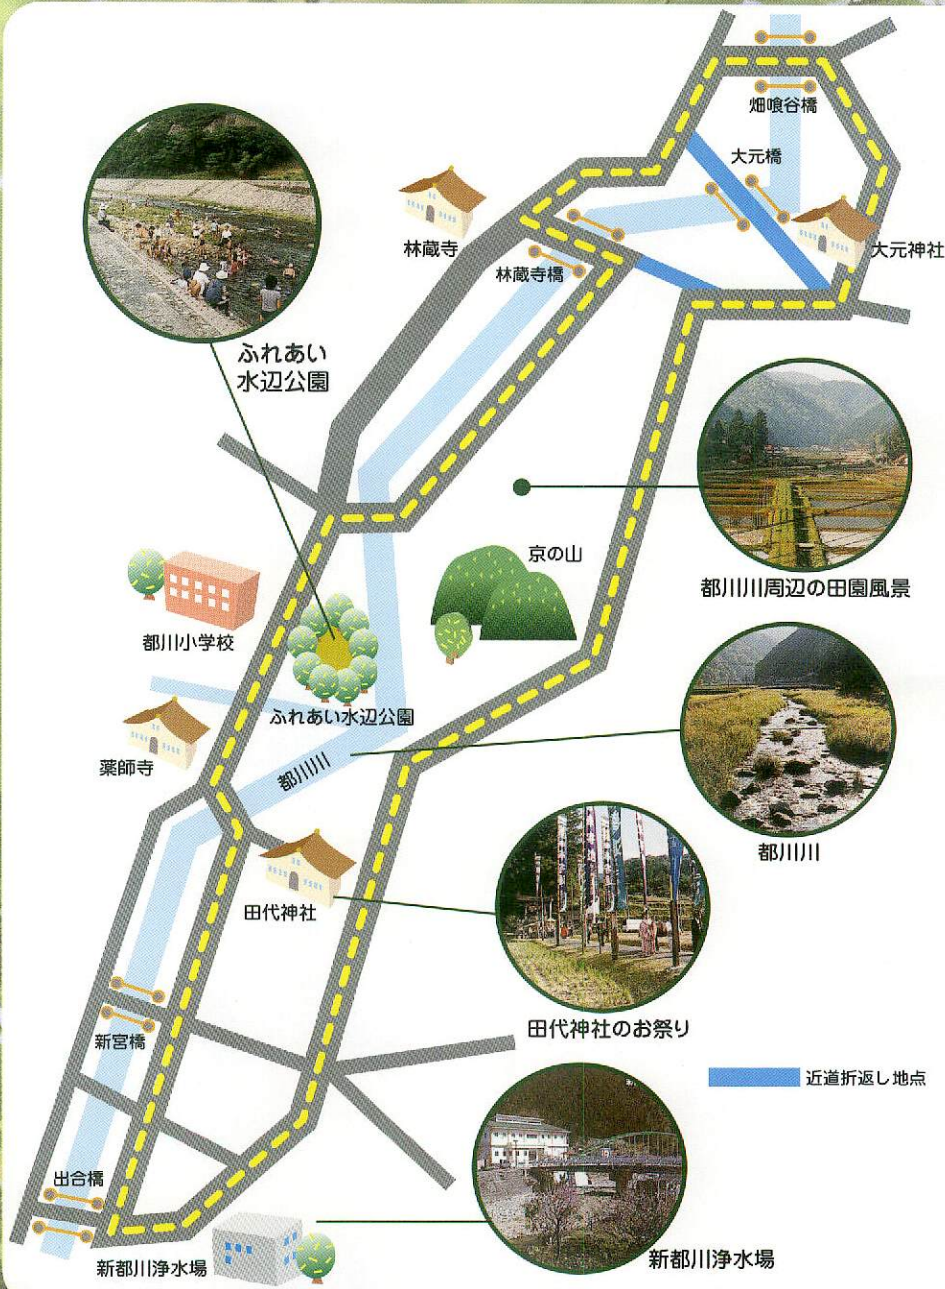 畑喰谷橋
大元橋
林蔵寺
大元神社
林蔵寺橋
ふれあい
水辺公園
京の山
都川川周辺の田園風景
都川小学校
ふれあい水辺公園
薬師寺
都川川
都川川
田代神社
田代神社のお祭り
新宮橋
近道折返し地点
出合橋
新都川浄水場
新都川浄水場